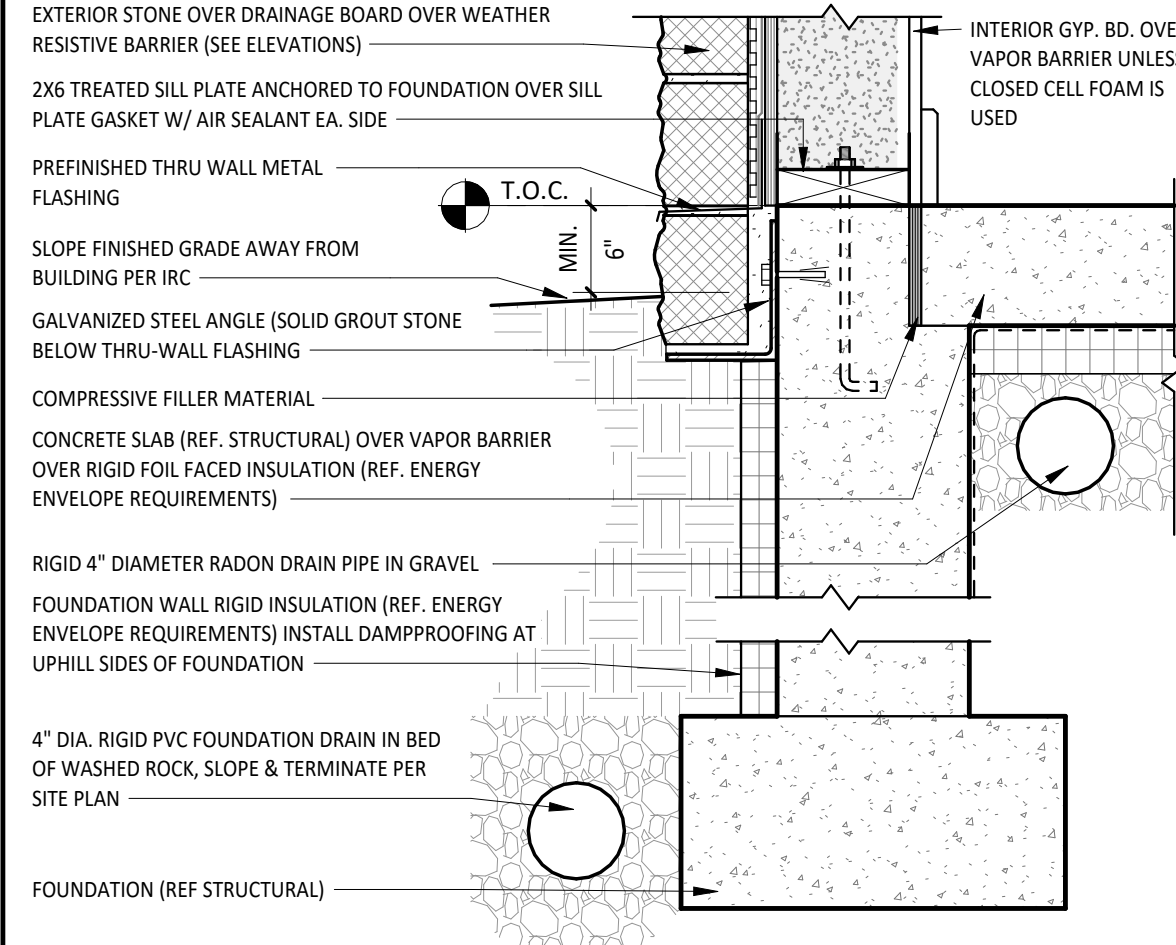 EXTERIOR STONE OVER DRAINAGE BOARD OVER WEATHER
RESISTIVE BARRIER (SEE ELEVATIONS)
2X6 TREATED SILL PLATE ANCHORED TO FOUNDATION OVER SILL
PLATE GASKET W/ AIR SEALANT EA. SIDE
PREFINISHED THRU WALL METAL
FLASHING
T.O.C.
MIN.
6"
SLOPE FINISHED GRADE AWAY FROM
BUILDING PER IRC
GALVANIZED STEEL ANGLE (SOLID GROUT STONE
BELOW THRU-WALL FLASHING
COMPRESSIVE FILLER MATERIAL
CONCRETE SLAB (REF. STRUCTURAL) OVER VAPOR BARRIER
OVER RIGID FOIL FACED INSULATION (REF. ENERGY
ENVELOPE REQUIREMENTS)
RIGID 4" DIAMETER RADON DRAIN PIPE IN GRAVEL
FOUNDATION WALL RIGID INSULATION (REF. ENERGY
ENVELOPE REQUIREMENTS) INSTALL DAMPPROOFING AT
UPHILL SIDES OF FOUNDATION
4" DIA. RIGID PVC FOUNDATION DRAIN IN BED
OF WASHED ROCK, SLOPE & TERMINATE PER
SITE PLAN
FOUNDATION (REF STRUCTURAL)
INTERIOR GYP. BD. OVE
VAPOR BARRIER UNLES
CLOSED CELL FOAM IS
USED